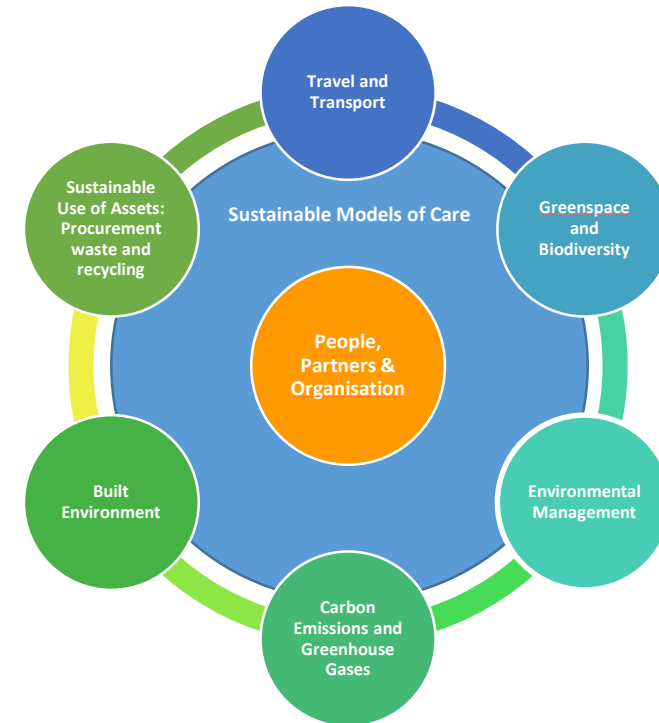 Travel and
Transport
Sustainable
Use of Assets:
Procurement
waste and
recycling
Sustainable Models of Care
Greenspace
and
Biodiversity
People,
Partners &
Organisation
Built
Environment
Environmental
Management
Carbon
Emissions and
Greenhouse
Gases